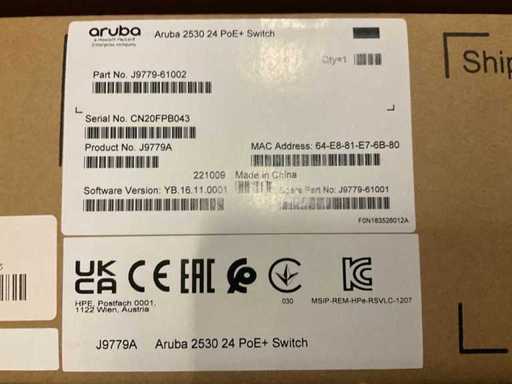 aruba
a Hewlett Packard
Enterprise company
Aruba 2530 24 PoE+ Switch
Qty=1
Part No. J9779-61002
Serial No. CN20FPB043
Product No. J9779A
MAC Address: 64-E8-81-E7-6B-80
221009 Made in China
Software Version: YB.16.11.0001
Spare Part No: J9779-61001
F0N163526012A
Ship
UK
CA
CE
EAC
030
MSIP-REM-HPe-RSVLC-1207
HPE, Postfach 0001,
1122 Wien, Austria
J9779A Aruba 2530 24 PoE+ Switch